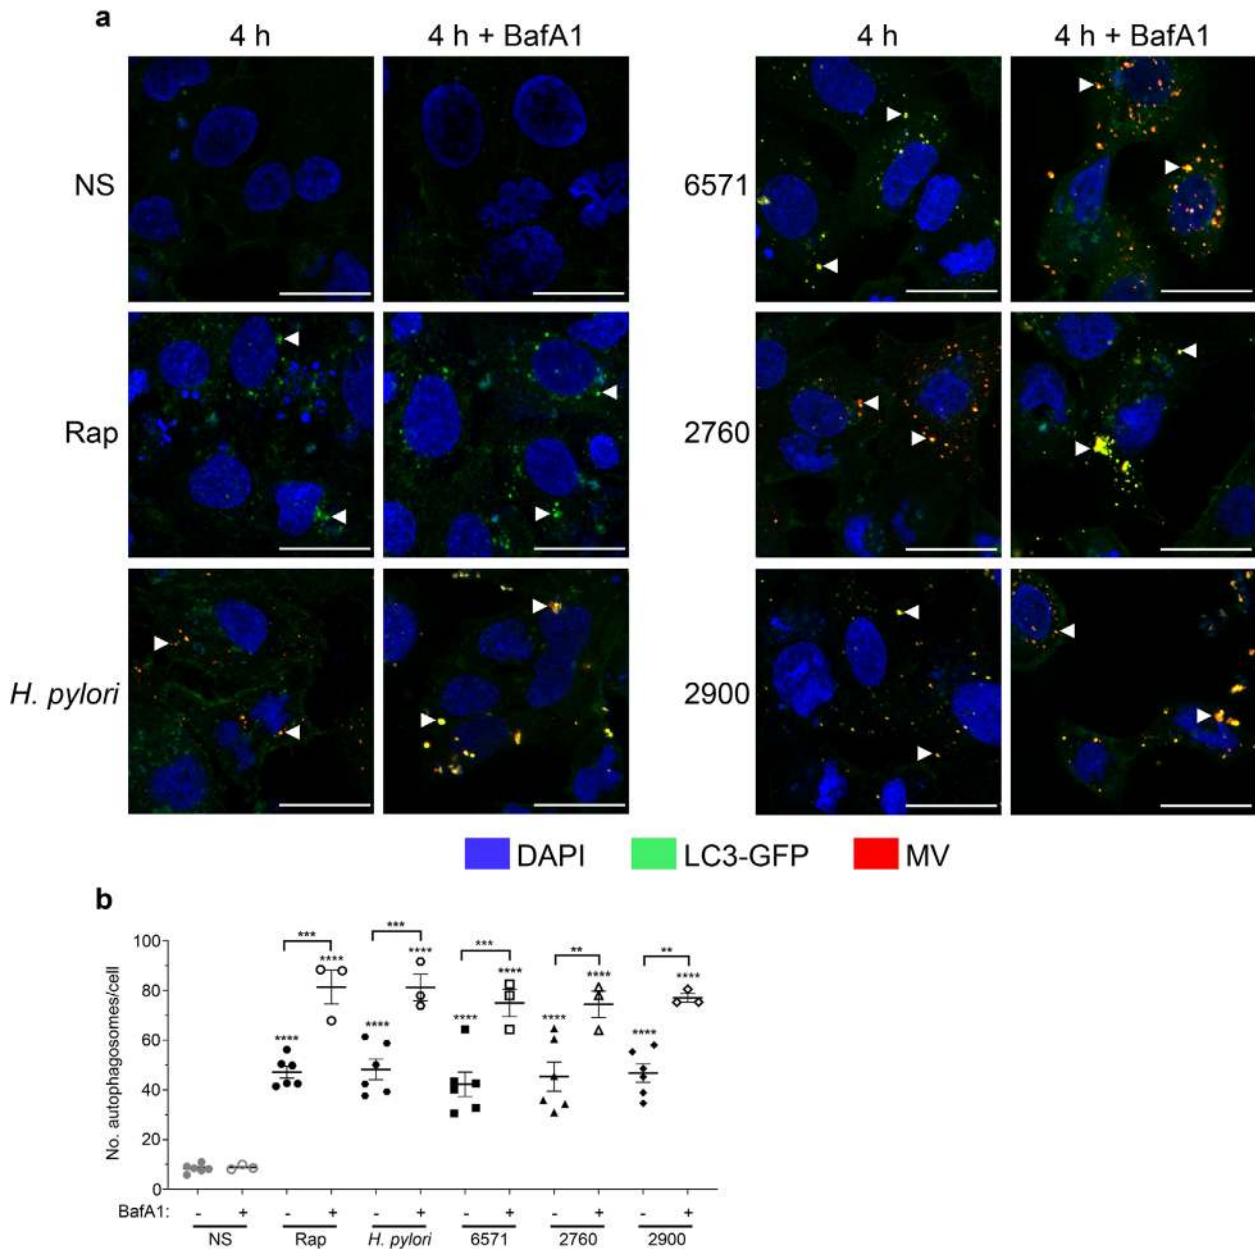 a
4 h
4 h + BafA1
4 h
4 h + BafA1
NS
6571
Rap
2760
H. pylori
2900
DAPI
LC3-GFP
MV
b
No. autophagosomes/cell
100
80
60
40
20
0
*** *** *** ** **
**** **** **** **** ****
**** **** **** **** ****
BafA1: - + - + - + - + - + - +
NS Rap H. pylori 6571 2760 2900